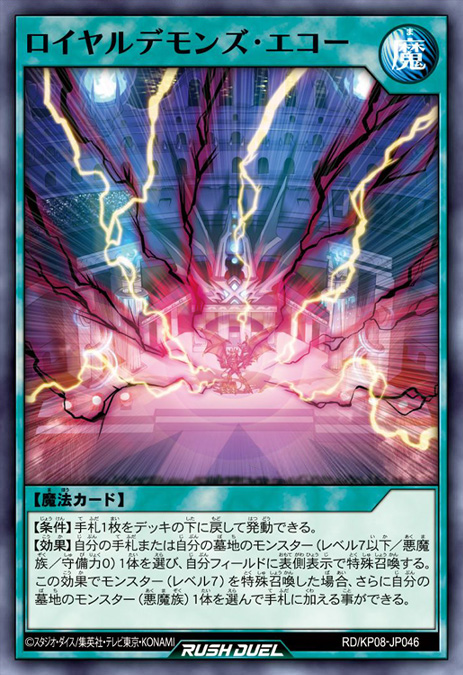 ロイヤルデモンズ・エコー
魔
【魔法カード】
【条件】手札1枚をデッキの下に戻して発動できる。
【効果】自分の手札または自分の墓地のモンスター(レベル7以下/悪魔
族/守備力0)1体を選び、自分フィールドに表側表示で特殊召喚する。
この効果でモンスター(レベル7)を特殊召喚した場合、さらに自分の
墓地のモンスター(悪魔族)1体を選んで手札に加える事ができる。
©スタジオ・ダイス/集英社・テレビ東京・KONAMI
RUSH DUEL
RD/KP08-JP046